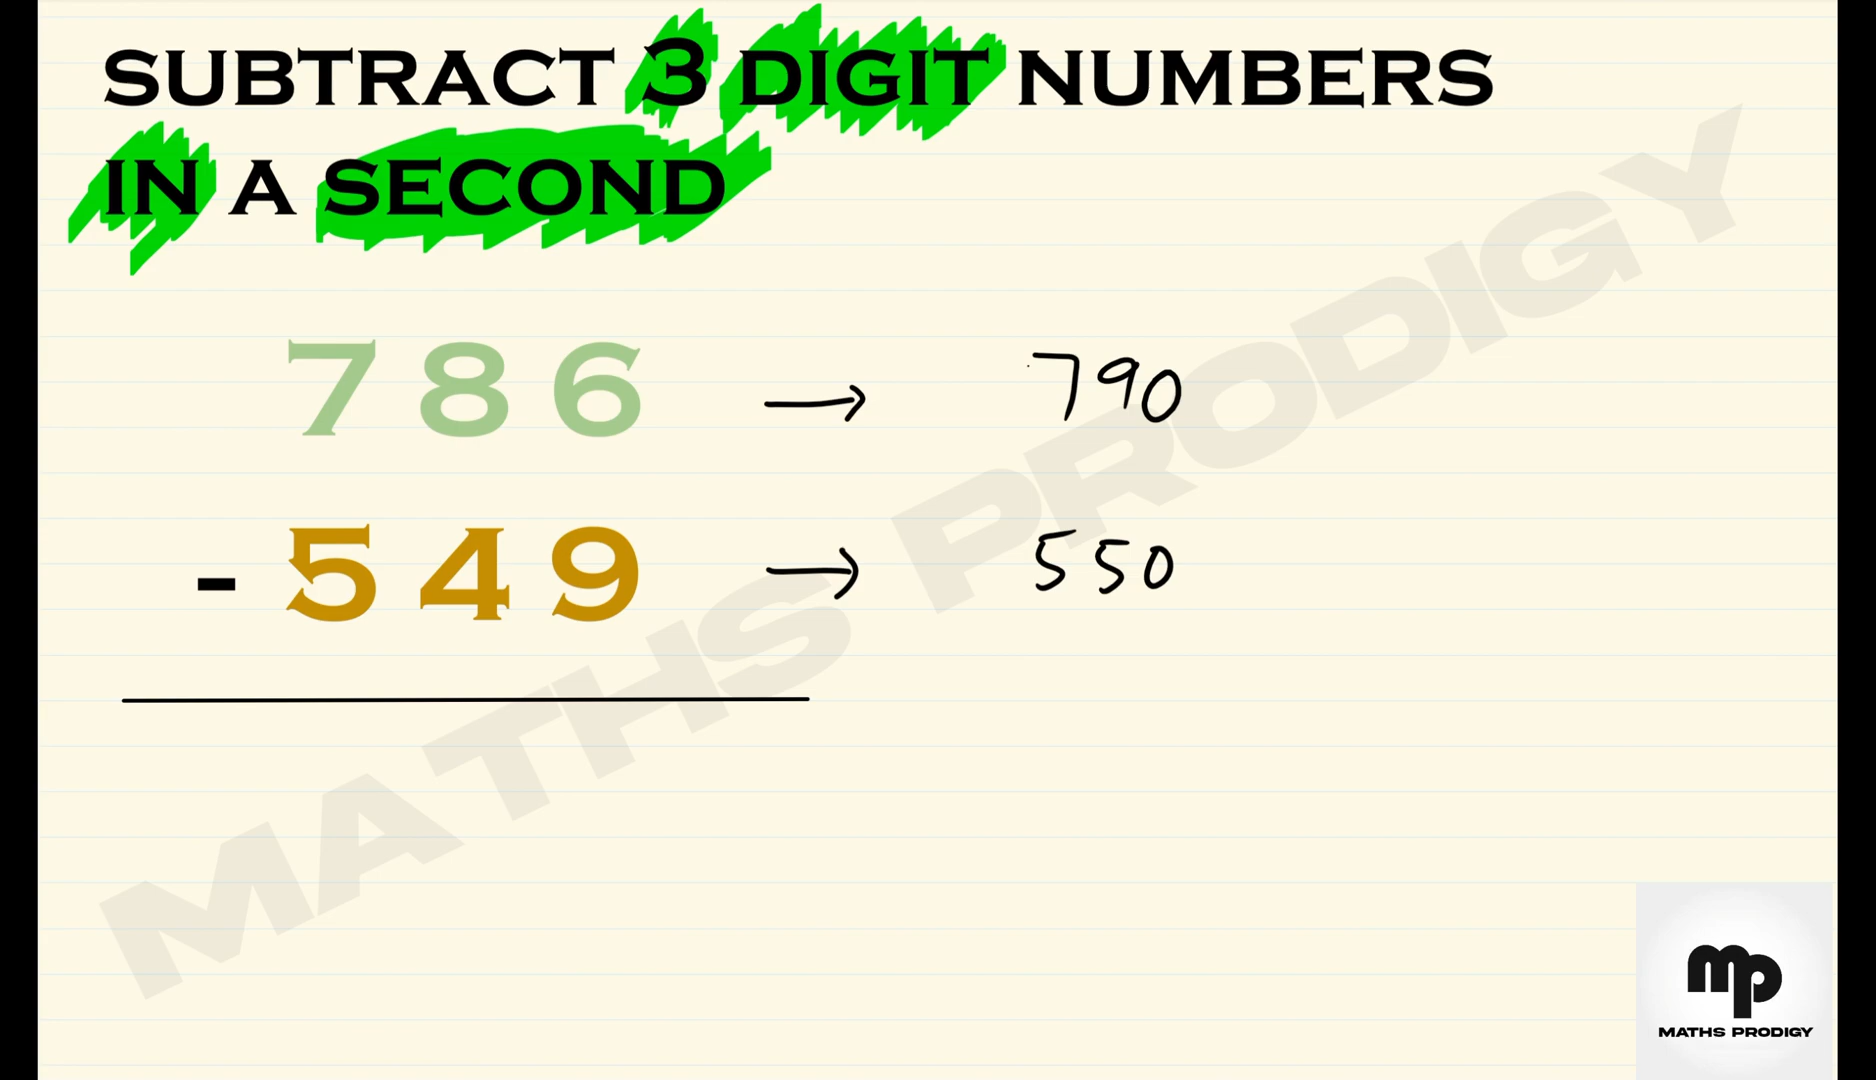 SUBTRACT 3 DIGIT NUMBERS
IN A SECOND
786 → 790
- 549 → 550
MATHS PRODIGY
mp
MATHS PRODIGY